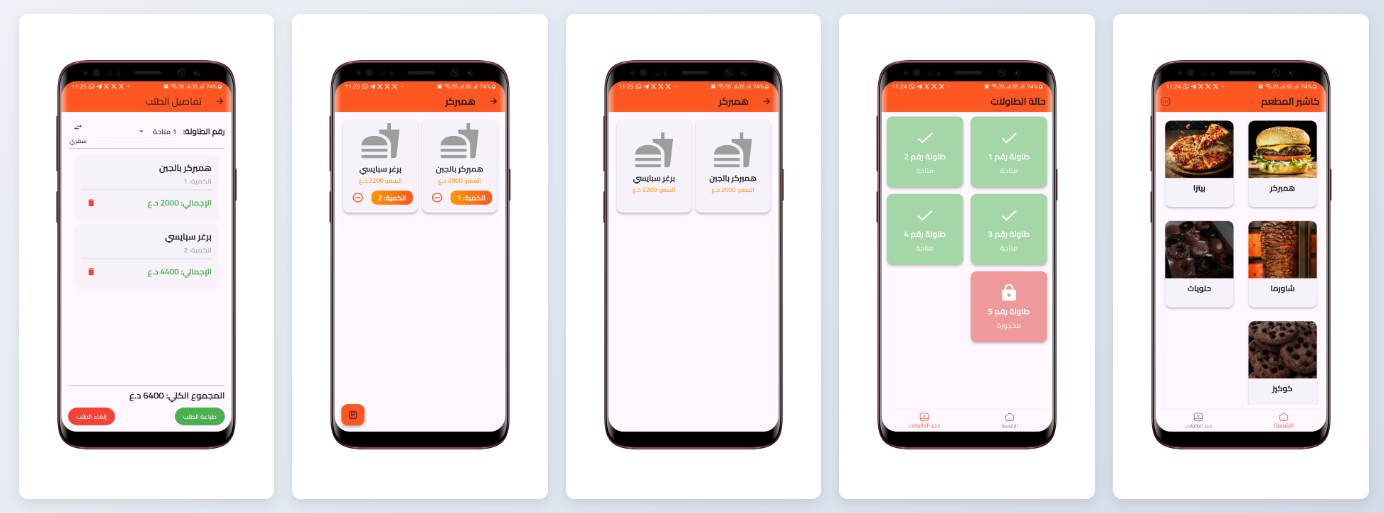 11:24
74%
كاشير المطعم
همبركر
بيتزا
شاورما
حلويات
كوكيز
الرئيسية
حجز الطاولات
11:24
74%
حالة الطاولات
طاولة رقم 1
متاحة
طاولة رقم 2
متاحة
طاولة رقم 3
متاحة
طاولة رقم 4
متاحة
طاولة رقم 5
محجوزة
الرئيسية
حجز الطاولات
11:25
74%
همبركر
همبركر بالجبن
السعر: 2000 د.ع
برغر سبايسي
السعر: 2200 د.ع
11:25
74%
همبركر
همبركر بالجبن
السعر: 2000 د.ع
الكمية: 1
برغر سبايسي
السعر: 2200 د.ع
الكمية: 2
11:25
74%
تفاصيل الطلب
رقم الطاولة: 1 متاحة
سفري
همبركر بالجبن
الكمية: 1
الإجمالي: 2000 د.ع
برغر سبايسي
الكمية: 2
الإجمالي: 4400 د.ع
المجموع الكلي: 6400 د.ع
طباعة الطلب
إلغاء الطلب